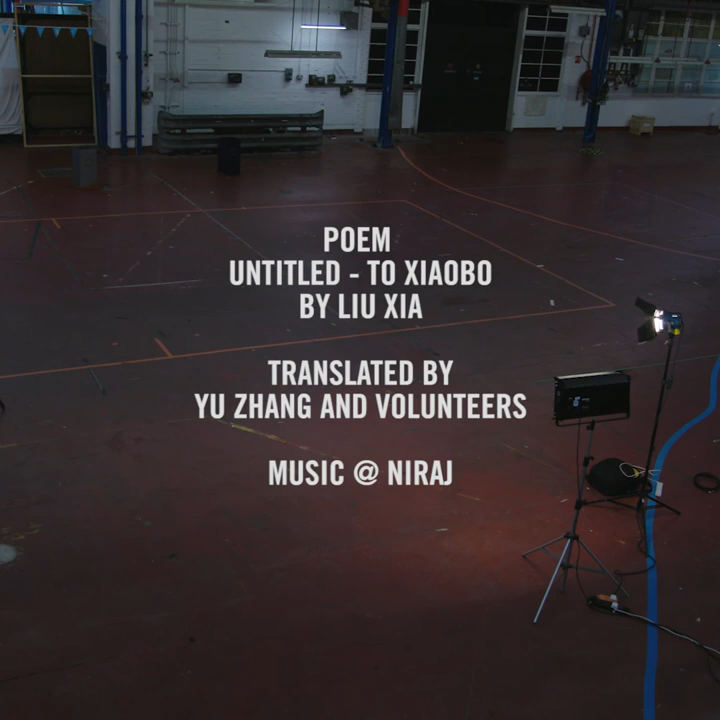 POEM
UNTITLED - TO XIAOBO
BY LIU XIA
TRANSLATED BY
YU ZHANG AND VOLUNTEERS
MUSIC @ NIRAJ